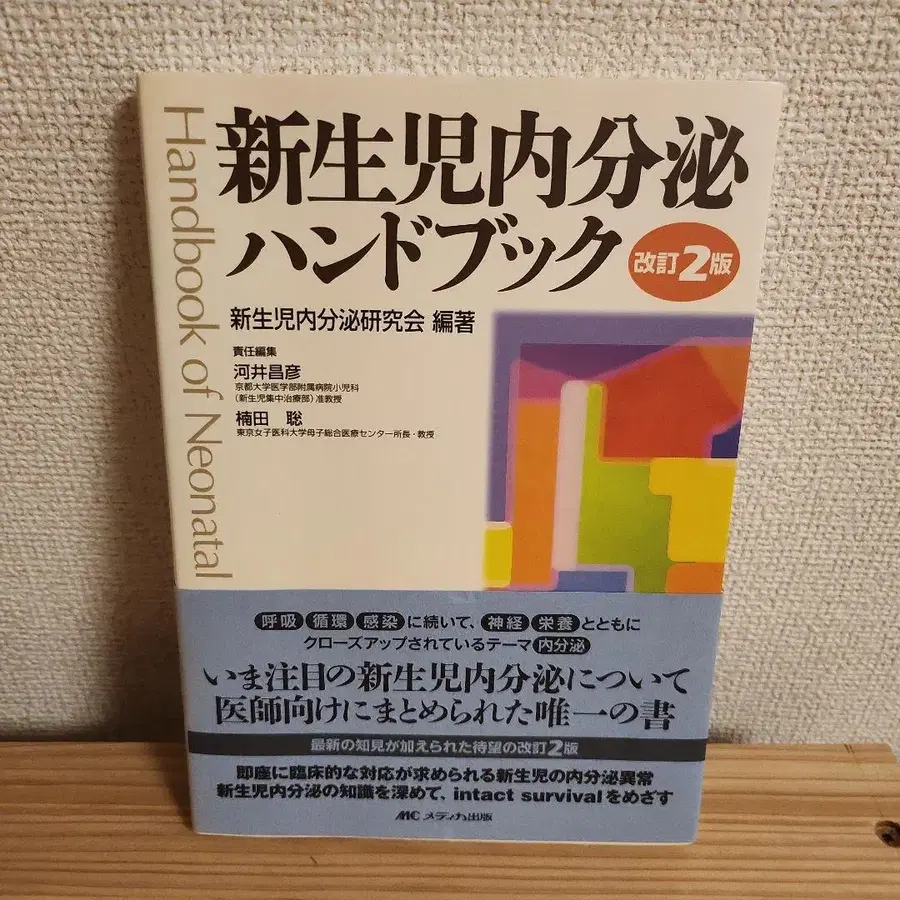 Handbook of Neonatal
新生児内分泌
ハンドブック
改訂2版
新生児内分泌研究会 編著
責任編集
河井昌彦
京都大学医学部附属病院小児科
(新生児集中治療部)准教授
楠田 聡
東京女子医科大学母子総合医療センター所長・教授
呼吸 循環 感染 に続いて、 神経 栄養 とともに
クローズアップされているテーマ 内分泌
いま注目の新生児内分泌について
医師向けにまとめられた唯一の書
最新の知見が加えられた待望の改訂2版
即座に臨床的な対応が求められる新生児の内分泌異常
新生児内分泌の知識を深めて、intact survivalをめざす
MC メディカ出版